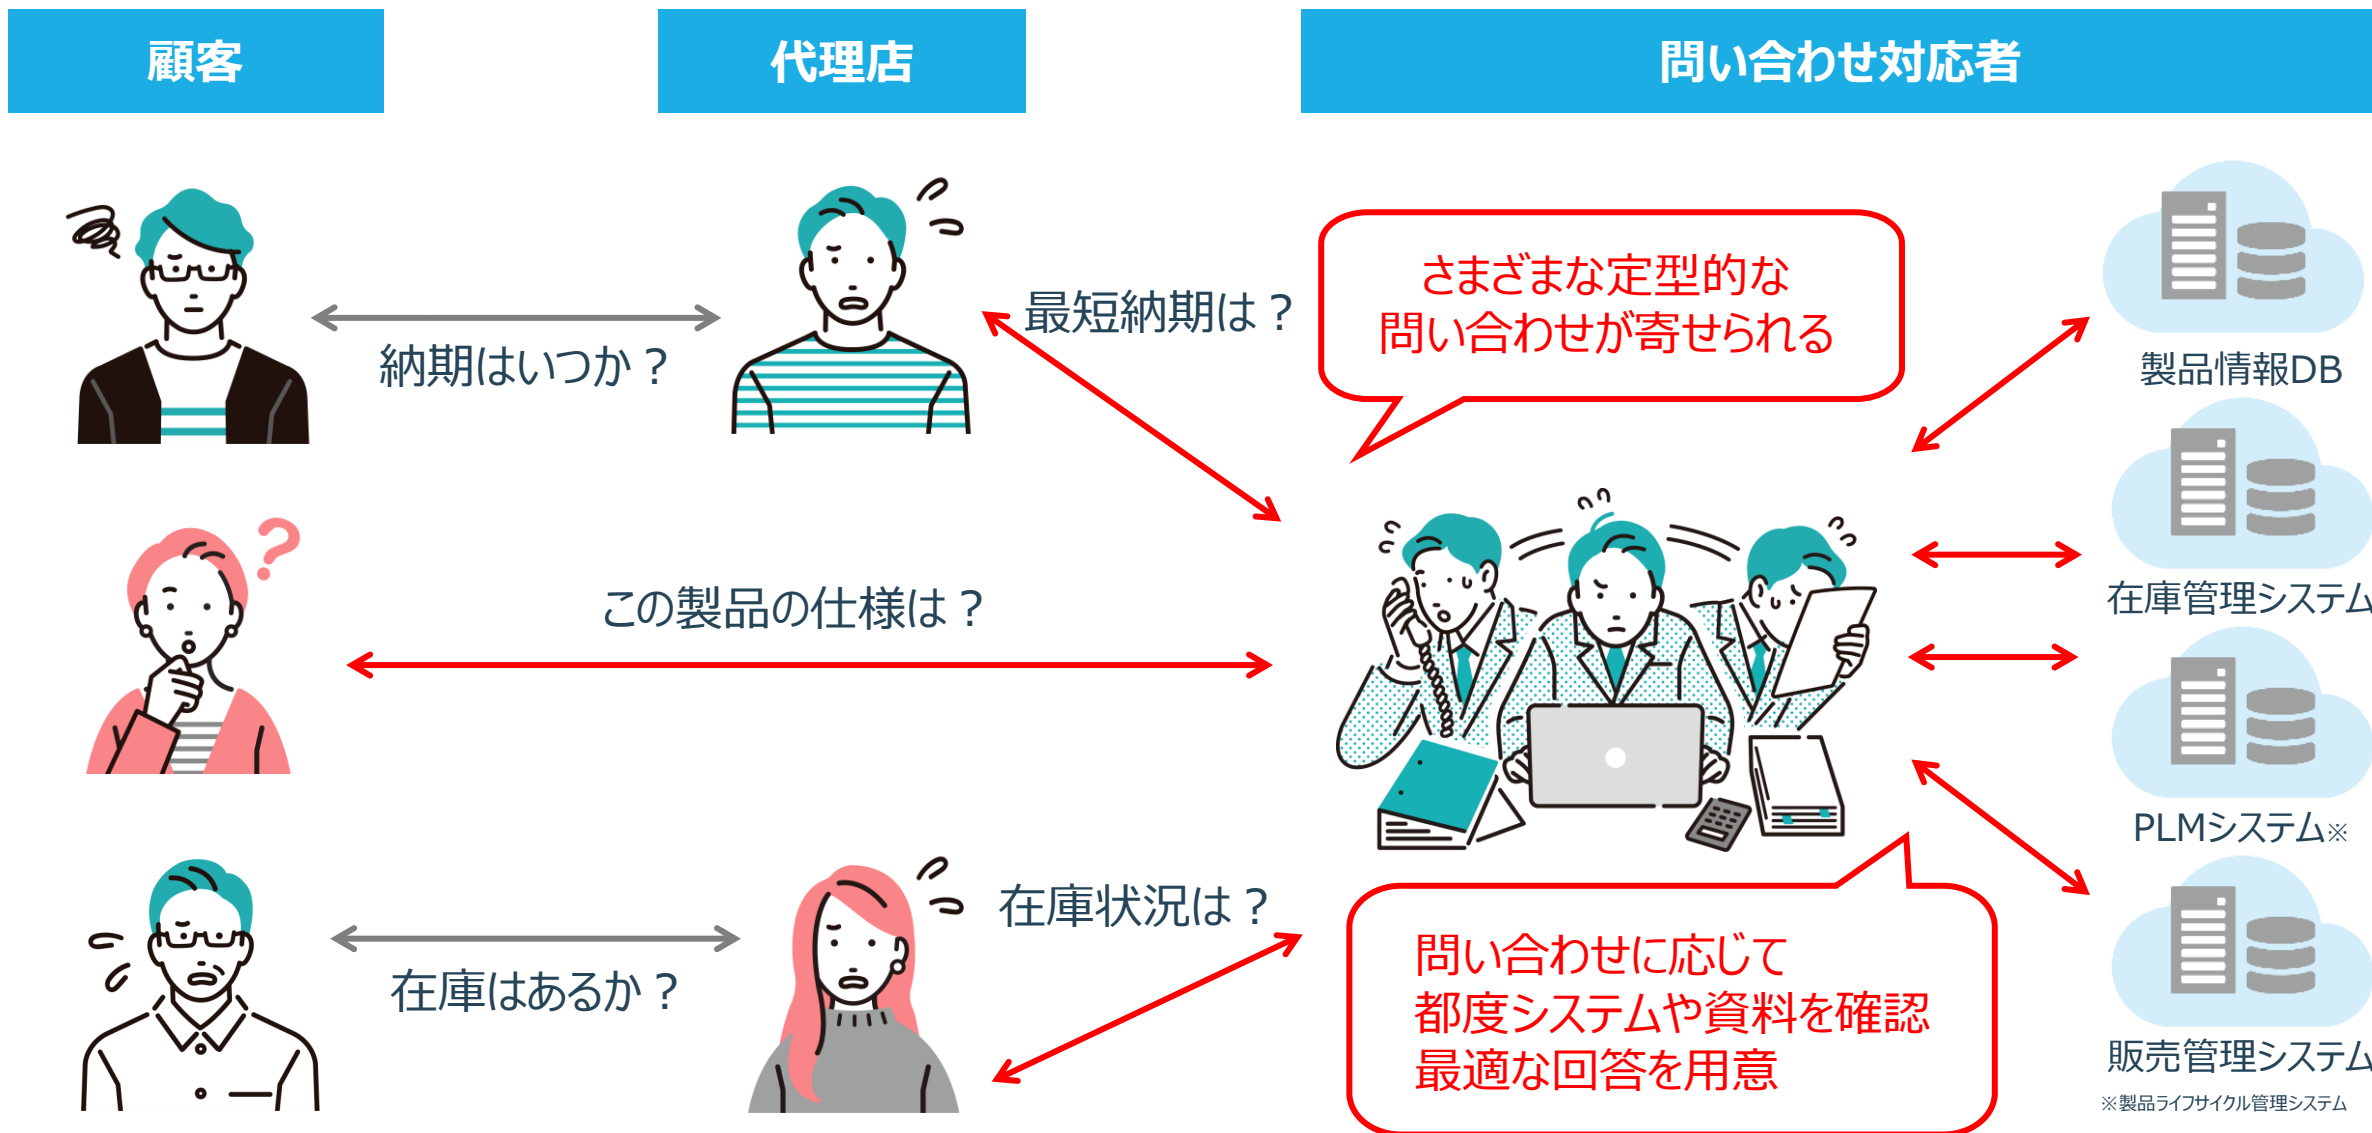 顧客
代理店
問い合わせ対応者
納期はいつか？
最短納期は？
さまざまな定型的な
問い合わせが寄せられる
製品情報DB
在庫管理システム
この製品の仕様は？
PLMシステム※
在庫はあるか？
在庫状況は？
問い合わせに応じて
都度システムや資料を確認
最適な回答を用意
販売管理システム
※製品ライフサイクル管理システム